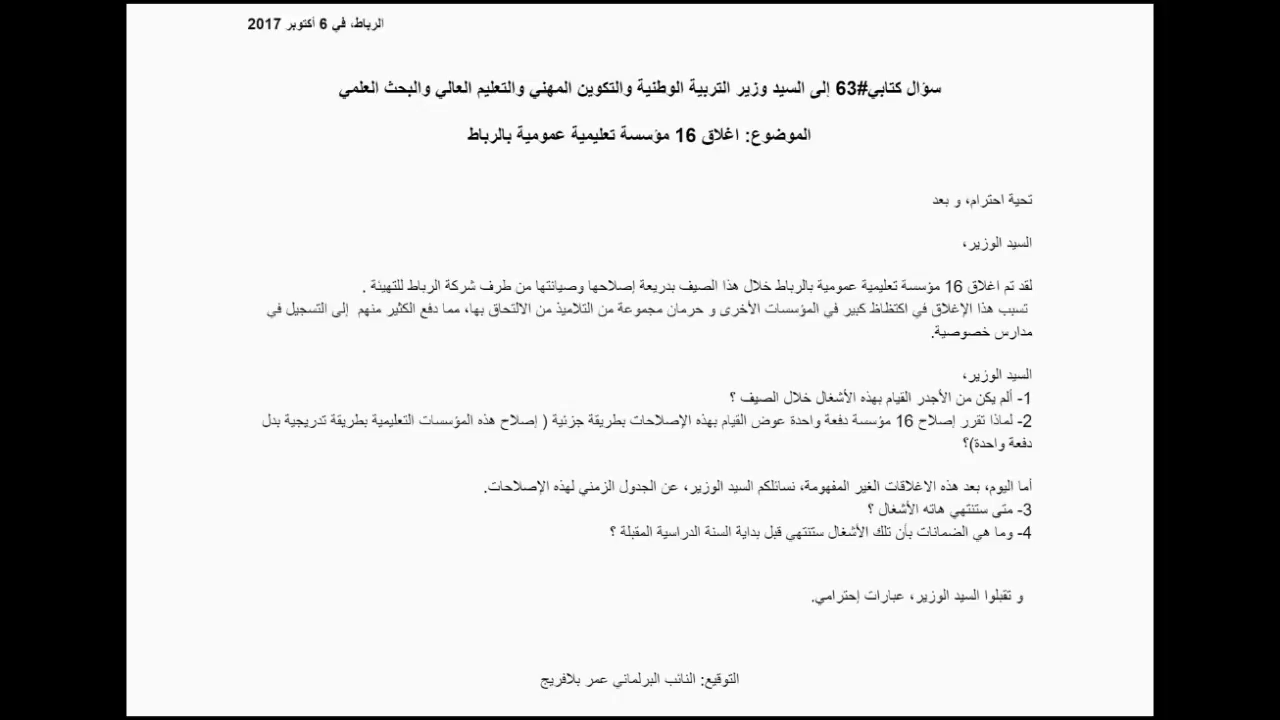 الرباط، في 6 أكتوبر 2017
سؤال كتابي#63 إلى السيد وزير التربية الوطنية والتكوين المهني والتعليم العالي والبحث العلمي
الموضوع: اغلاق 16 مؤسسة تعليمية عمومية بالرباط
تحية احترام، و بعد
السيد الوزير،
لقد تم اغلاق 16 مؤسسة تعليمية عمومية بالرباط خلال هذا الصيف بدريعة إصلاحها وصيانتها من طرف شركة الرباط للتهيئة .
تسبب هذا الإغلاق في اكتظاظ كبير في المؤسسات الأخرى و حرمان مجموعة من التلاميذ من الالتحاق بها، مما دفع الكثير منهم إلى التسجيل في
مدارس خصوصية.
السيد الوزير،
1- ألم يكن من الأجدر القيام بهذه الأشغال خلال الصيف ؟
2- لماذا تقرر إصلاح 16 مؤسسة دفعة واحدة عوض القيام بهذه الإصلاحات بطريقة جزئية ( إصلاح هذه المؤسسات التعليمية بطريقة تدريجية بدل
دفعة واحدة)؟
أما اليوم، بعد هذه الاغلاقات الغير المفهومة، نسائلكم السيد الوزير، عن الجدول الزمني لهذه الإصلاحات.
3- متى ستنتهي هاته الأشغال ؟
4- وما هي الضمانات بأن تلك الأشغال ستنتهي قبل بداية السنة الدراسية المقبلة ؟
و تقبلوا السيد الوزير، عبارات إحترامي.
التوقيع: النائب البرلماني عمر بلافريج